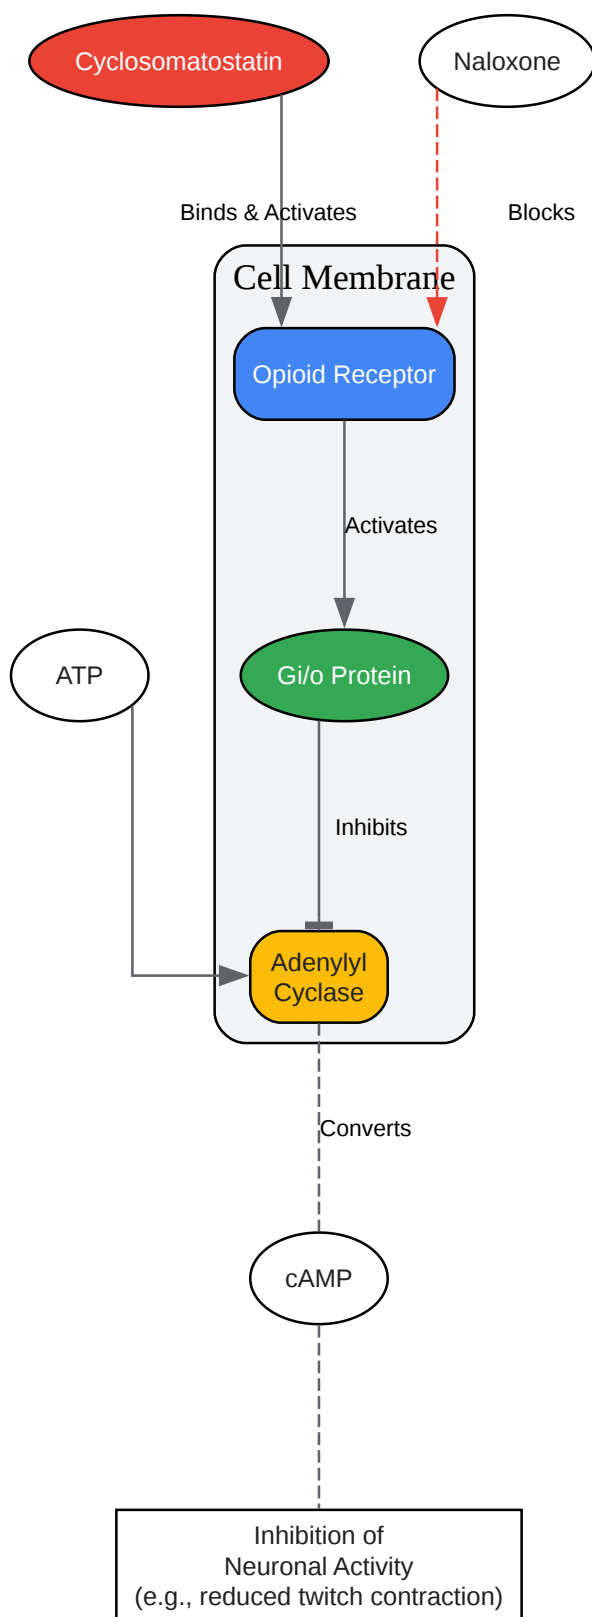 Cyclosomatostatin
Naloxone
Binds & Activates
Blocks
Cell Membrane
Opioid Receptor
Activates
ATP
Gi/o Protein
Inhibits
Adenylyl
Cyclase
Converts
cAMP
Inhibition of
Neuronal Activity
(e.g., reduced twitch contraction)